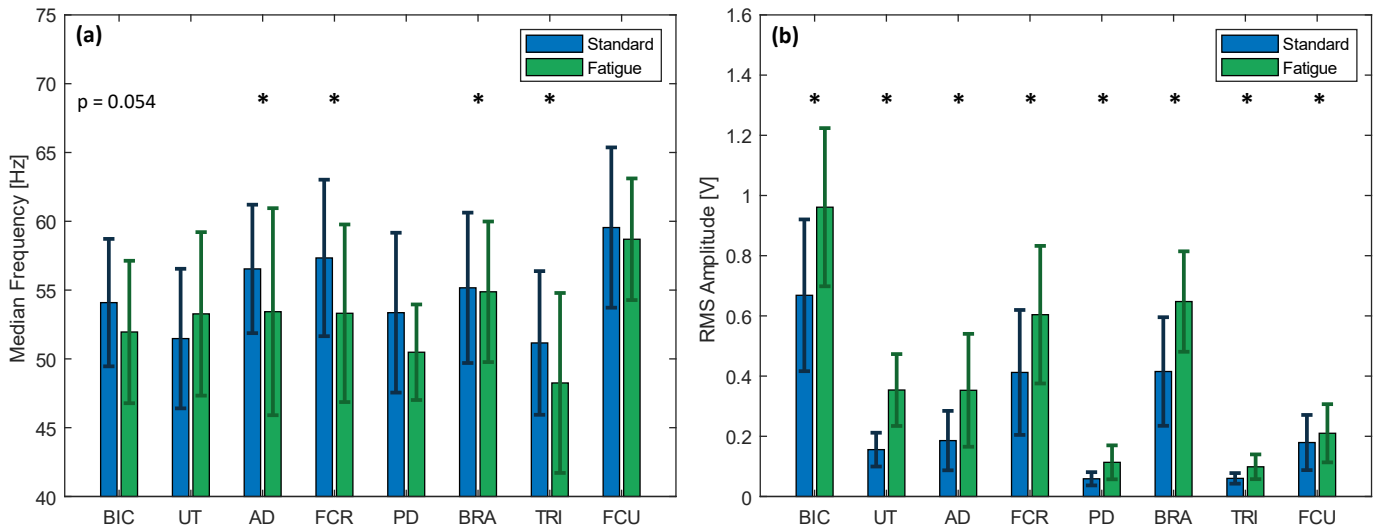 (a)
Standard
Fatigue
p = 0.054 * * * *
75
70
65
60
55
50
45
40
Median Frequency [Hz]
BIC UT AD FCR PD BRA TRI FCU
(b)
Standard
Fatigue
* * * * * * * *
1.6
1.4
1.2
1
0.8
0.6
0.4
0.2
0
RMS Amplitude [V]
BIC UT AD FCR PD BRA TRI FCU